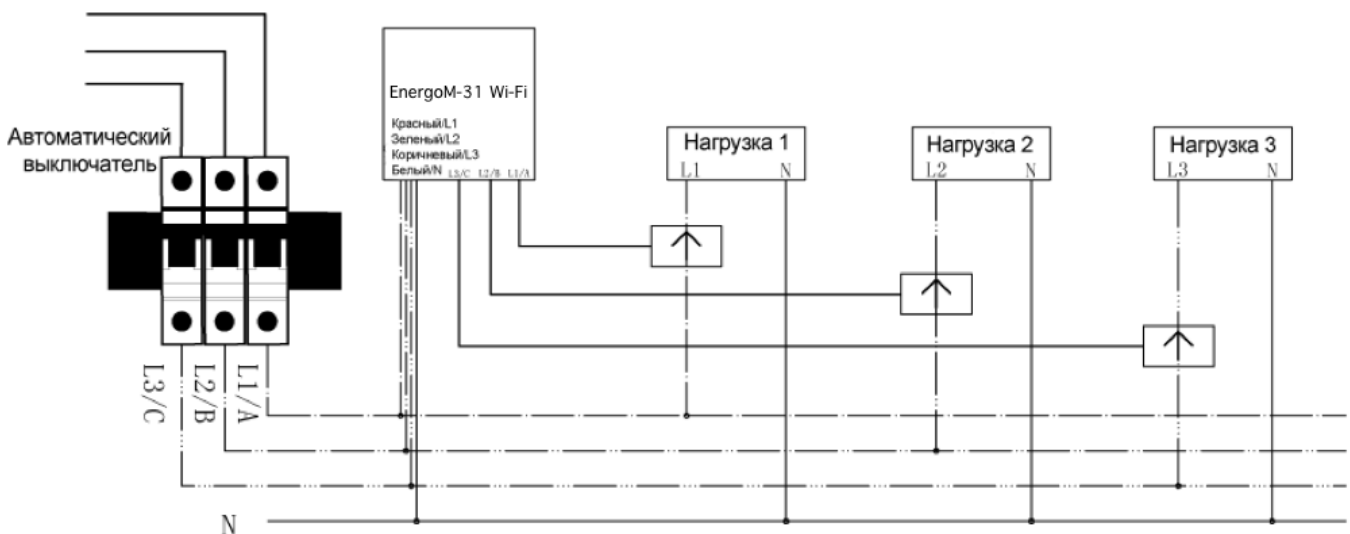 Автоматический
выключатель
EnergoM-31 Wi-Fi
Красный/L1
Зеленый/L2
Коричневый/L3
Белый/N L3/C L2/B L1/A
Нагрузка 1
L1 N
Нагрузка 2
L2 N
Нагрузка 3
L3 N
L3/C
L2/B
L1/A
N